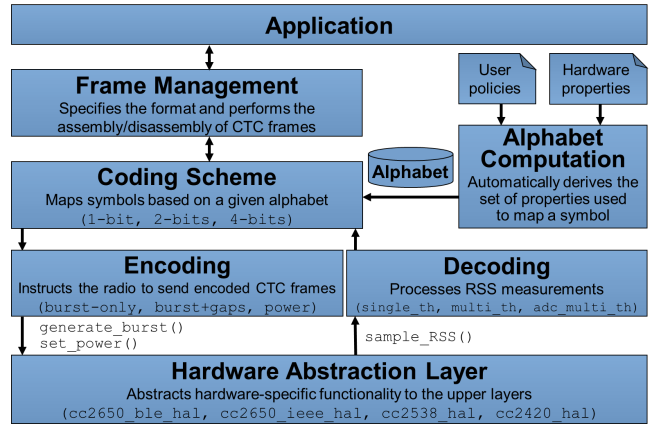 Application
Frame Management
Specifies the format and performs the
assembly/disassembly of CTC frames
User
policies
Hardware
properties
Alphabet
Computation
Automatically derives the
set of properties used
to map a symbol
Alphabet
Coding Scheme
Maps symbols based on a given alphabet
(1-bit, 2-bits, 4-bits)
Encoding
Instructs the radio to send encoded CTC frames
(burst-only, burst+gaps, power)
Decoding
Processes RSS measurements
(single_th, multi_th, adc_multi_th)
generate_burst()
set_power()
sample_RSS()
Hardware Abstraction Layer
Abstracts hardware-specific functionality to the upper layers
(cc2650_ble_hal, cc2650_ieee_hal, cc2538_hal, cc2420_hal)